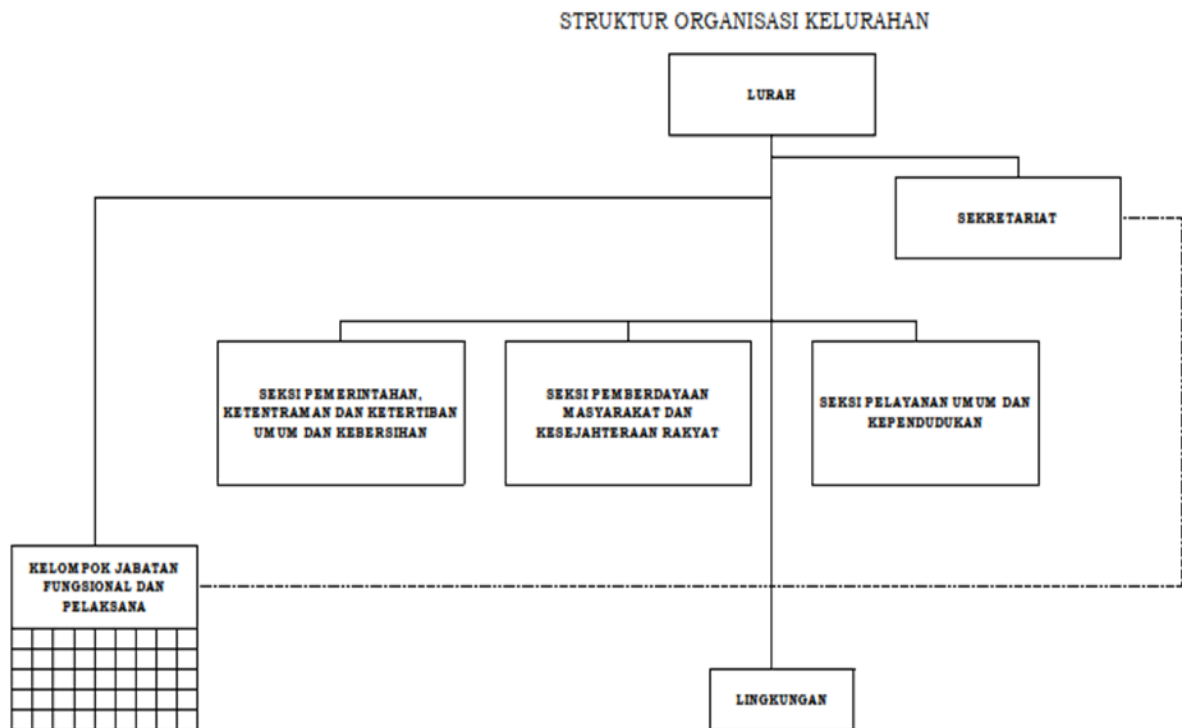 STRUKTUR ORGANISASI KELURAHAN
LURAH
SEKRETARIAT
SEKSI PEMERINTAHAN,
KETENTRAMAN DAN KETERTIBAN
UMUM DAN KEBERSIHAN
SEKSI PEMBERDAYAAN
MASYARAKAT DAN
KESEJAHTERAAN RAKYAT
SEKSI PELAYANAN UMUM DAN
KEPENDUDUKAN
KELOMPOK JABATAN
FUNGSIONAL DAN
PELAKSANA
LINGKUNGAN